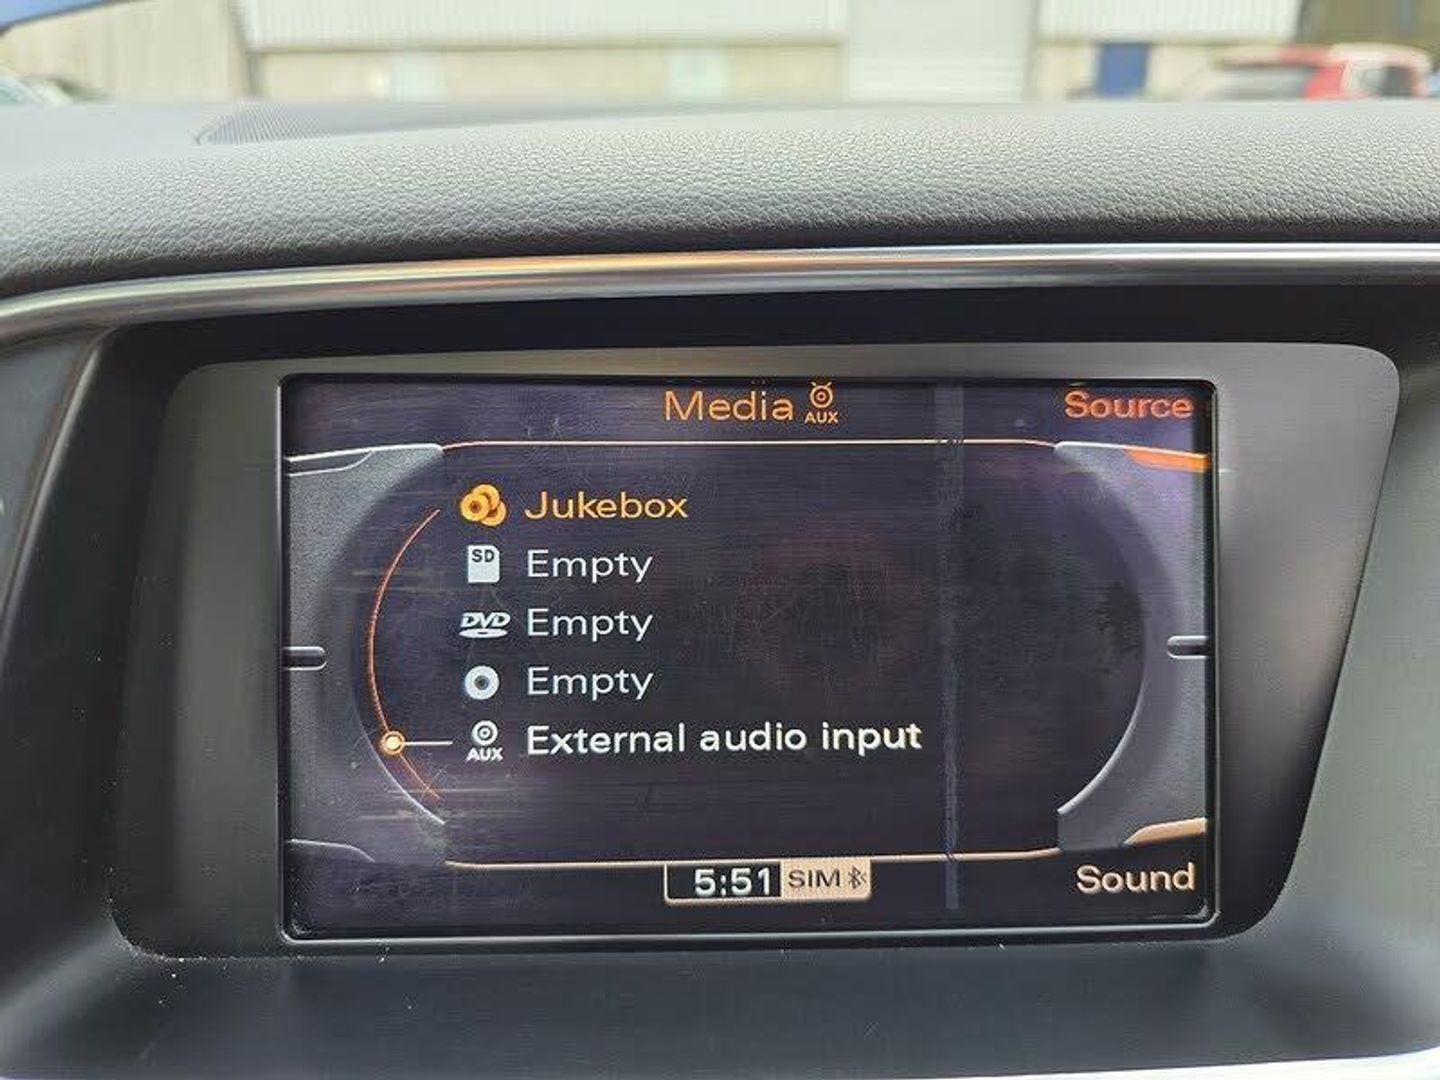 Media AUX
Source
Jukebox
SD Empty
DVD Empty
Empty
AUX External audio input
5:51 SIM
Sound